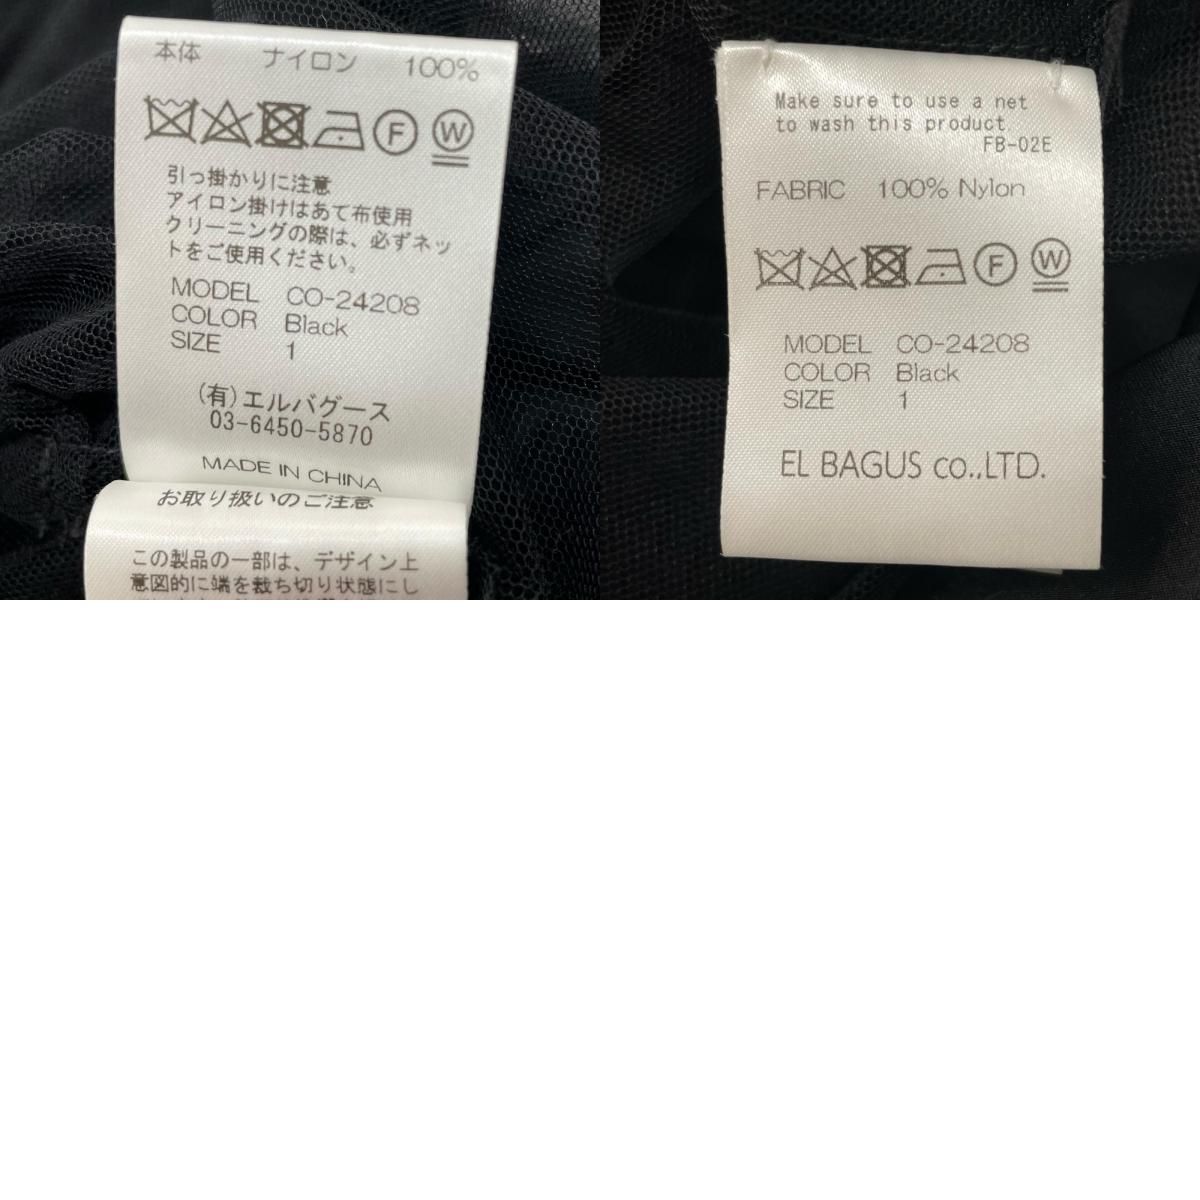 本体 ナイロン 100%
F W
引っ掛かりに注意
アイロン掛けはあて布使用
クリーニングの際は、必ずネッ
トをご使用ください。
MODEL CO-24208
COLOR Black
SIZE 1
(有)エルバグース
03-6450-5870
MADE IN CHINA
お取り扱いのご注意
この製品の一部は、デザイン上
意図的に端を裁ち切り状態にし
Make sure to use a net
to wash this product
FB-02E
FABRIC 100% Nylon
F W
MODEL CO-24208
COLOR Black
SIZE 1
EL BAGUS co.,LTD.